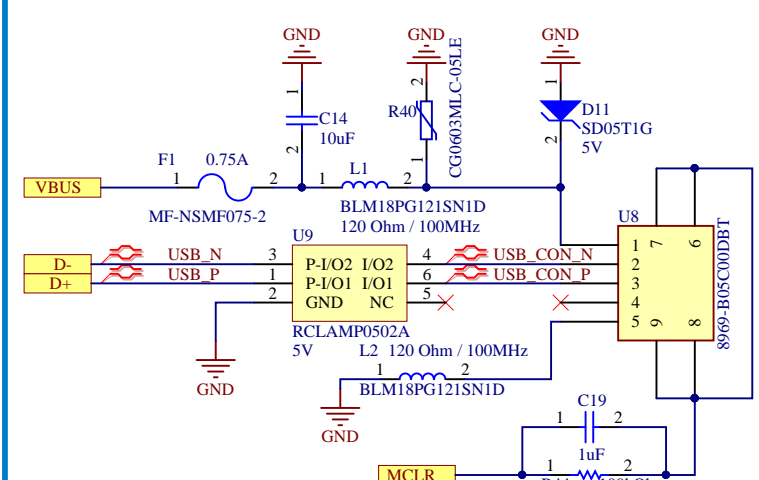 GND
GND
GND
1
C14
10uF
2
2
R40
1
CG0603MLC-05LE
1
D11
SD05T1G
5V
2
F1
0.75A
1
2
MF-NSMF075-2
VBUS
L1
1
2
BLM18PG121SN1D
120 Ohm / 100MHz
U8
1
2
3
4
5
7
6
9
8
8969-B05C00DBT
D-
D+
USB_N
USB_P
U9
3
1
2
P-I/O2 I/O2
P-I/O1 I/O1
GND NC
4
6
5
USB_CON_N
USB_CON_P
RCLAMP0502A
5V
GND
L2 120 Ohm / 100MHz
1
2
BLM18PG121SN1D
GND
C19
1
2
1uF
MCLR
1
2